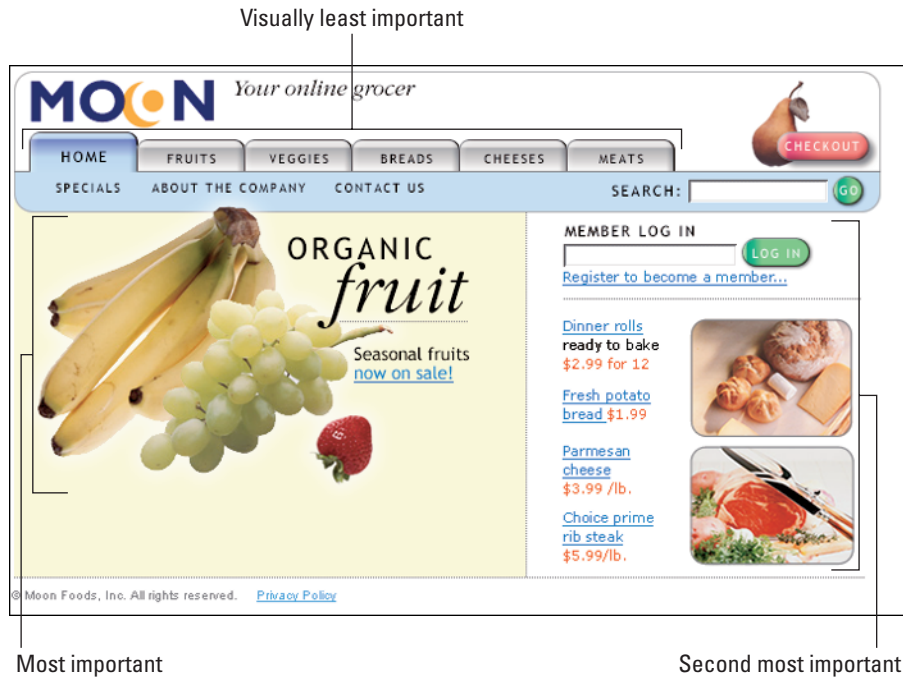 Visually least important
MOON Your online grocer
CHECKOUT
HOME FRUITS VEGGIES BREADS CHEESES MEATS
SPECIALS ABOUT THE COMPANY CONTACT US SEARCH: GO
ORGANIC
fruit
Seasonal fruits
now on sale!
MEMBER LOG IN
LOG IN
Register to become a member...
Dinner rolls
ready to bake
$2.99 for 12
Fresh potato
bread $1.99
Parmesan
cheese
$3.99 /lb.
Choice prime
rib steak
$5.99/lb.
© Moon Foods, Inc. All rights reserved. Privacy Policy
Most important
Second most important